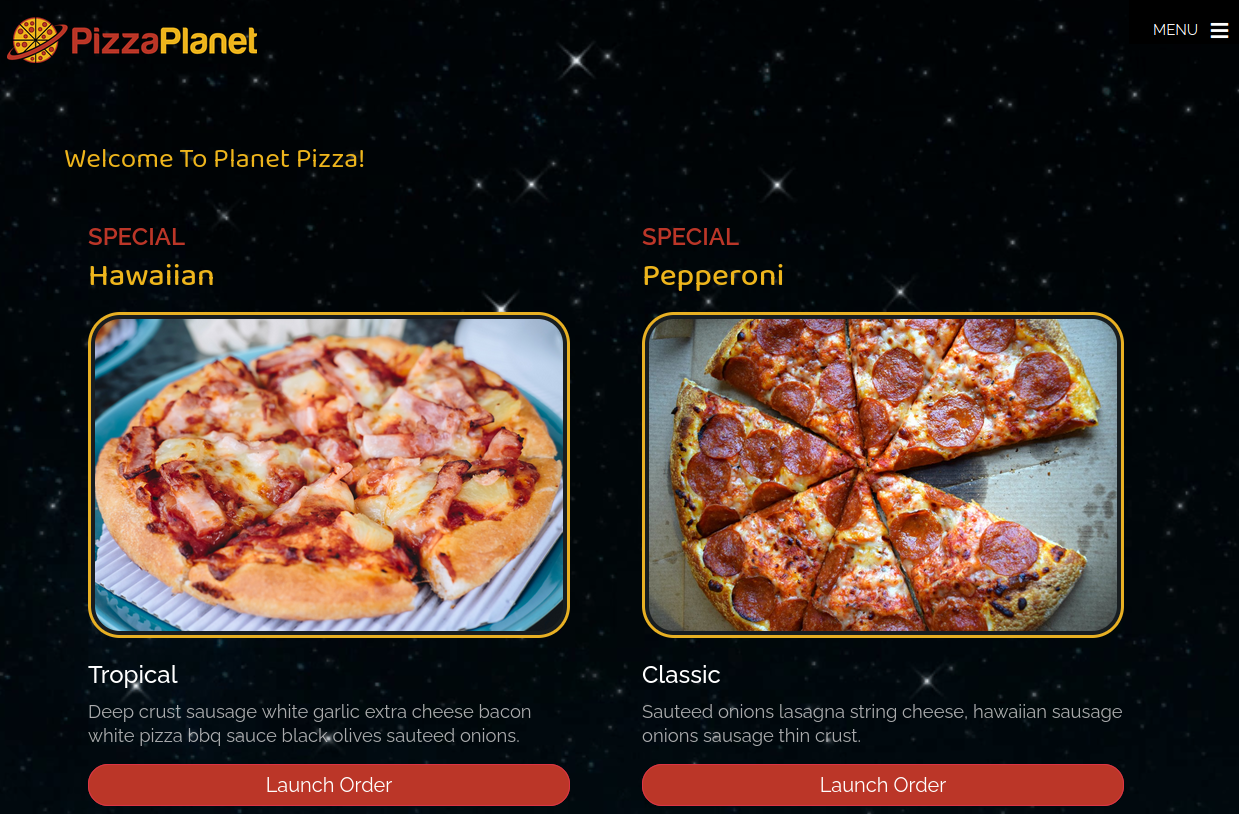 PizzaPlanet
MENU
Welcome To Planet Pizza!
SPECIAL
Hawaiian
Tropical
Deep crust sausage white garlic extra cheese bacon
white pizza bbq sauce black olives sauteed onions.
Launch Order
SPECIAL
Pepperoni
Classic
Sauteed onions lasagna string cheese, hawaiian sausage
onions sausage thin crust.
Launch Order